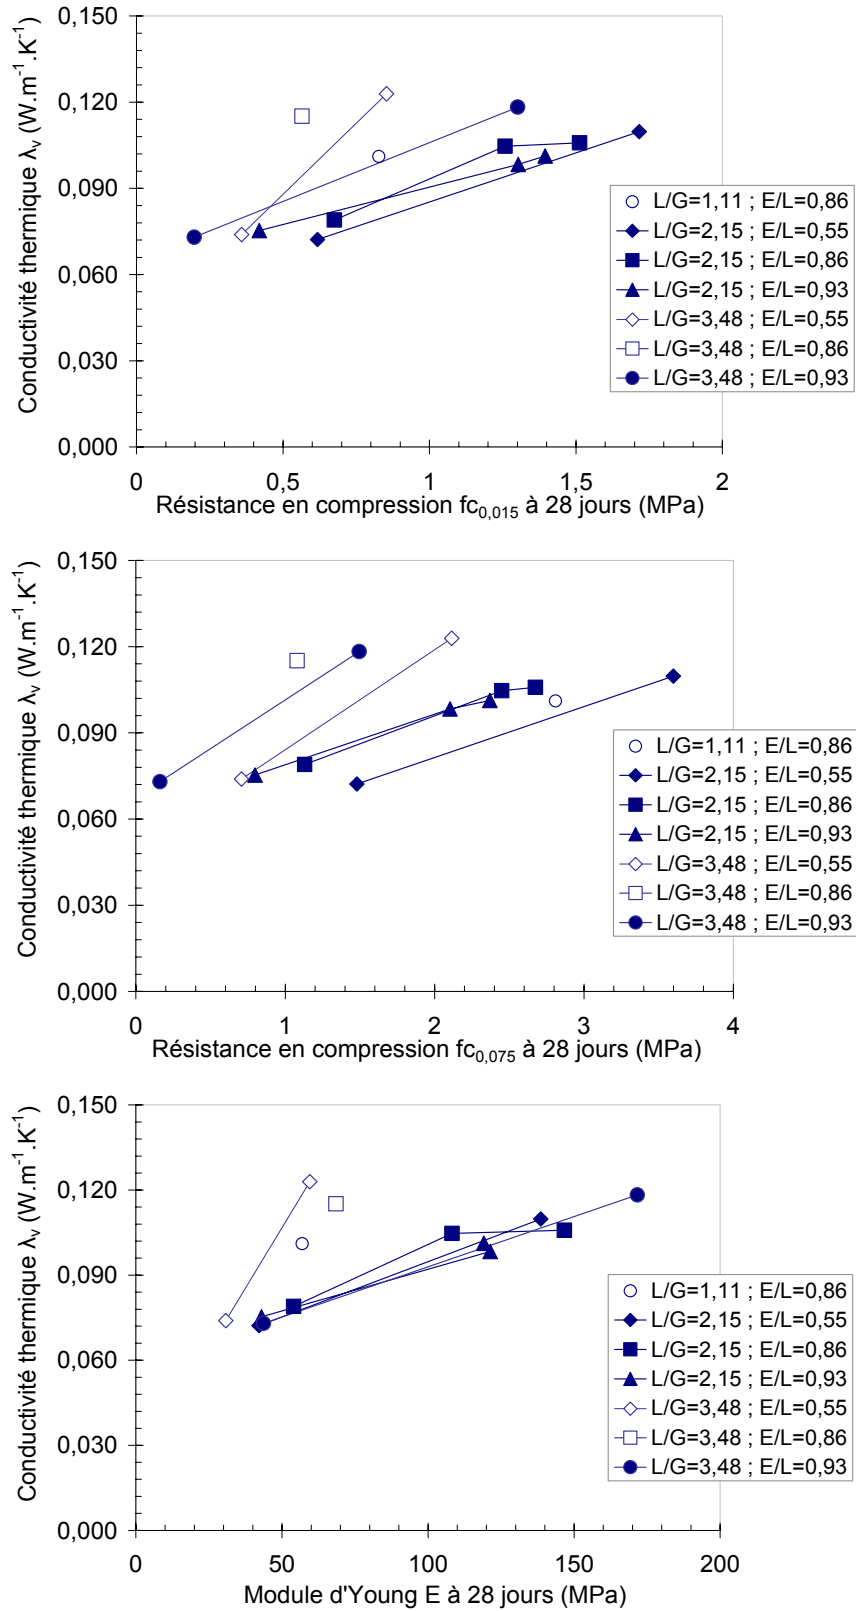 0,150
0,120
0,090
0,060
0,030
0,000
Conductivité thermique λv (W.m-1.K-1)
0
0,5
1
1,5
2
Résistance en compression fc0,015 à 28 jours (MPa)
L/G=1,11 ; E/L=0,86
L/G=2,15 ; E/L=0,55
L/G=2,15 ; E/L=0,86
L/G=2,15 ; E/L=0,93
L/G=3,48 ; E/L=0,55
L/G=3,48 ; E/L=0,86
L/G=3,48 ; E/L=0,93
0,150
0,120
0,090
0,060
0,030
0,000
Conductivité thermique λv (W.m-1.K-1)
0
1
2
3
4
Résistance en compression fc0,075 à 28 jours (MPa)
L/G=1,11 ; E/L=0,86
L/G=2,15 ; E/L=0,55
L/G=2,15 ; E/L=0,86
L/G=2,15 ; E/L=0,93
L/G=3,48 ; E/L=0,55
L/G=3,48 ; E/L=0,86
L/G=3,48 ; E/L=0,93
0,150
0,120
0,090
0,060
0,030
0,000
Conductivité thermique λv (W.m-1.K-1)
0
50
100
150
200
Module d'Young E à 28 jours (MPa)
L/G=1,11 ; E/L=0,86
L/G=2,15 ; E/L=0,55
L/G=2,15 ; E/L=0,86
L/G=2,15 ; E/L=0,93
L/G=3,48 ; E/L=0,55
L/G=3,48 ; E/L=0,86
L/G=3,48 ; E/L=0,93